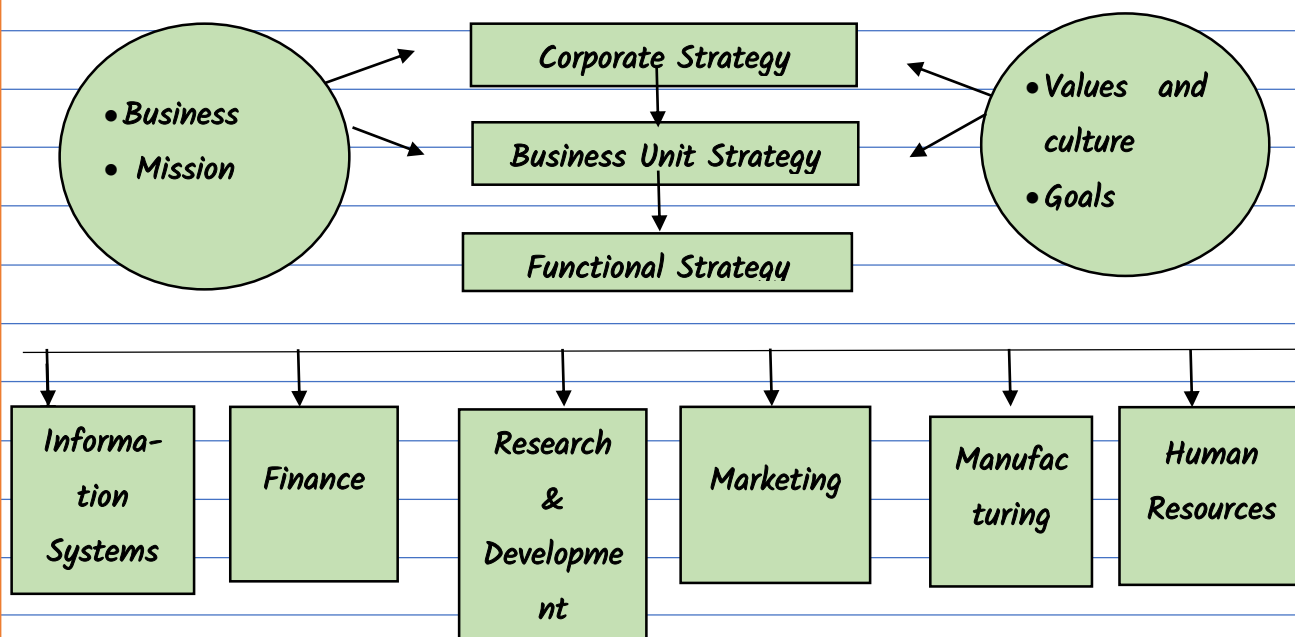 • Business
• Mission
Corporate Strategy
Business Unit Strategy
Functional Strategy
• Values and
culture
• Goals
Informa-
tion
Systems
Finance
Research
&
Developme
nt
Marketing
Manufac
turing
Human
Resources